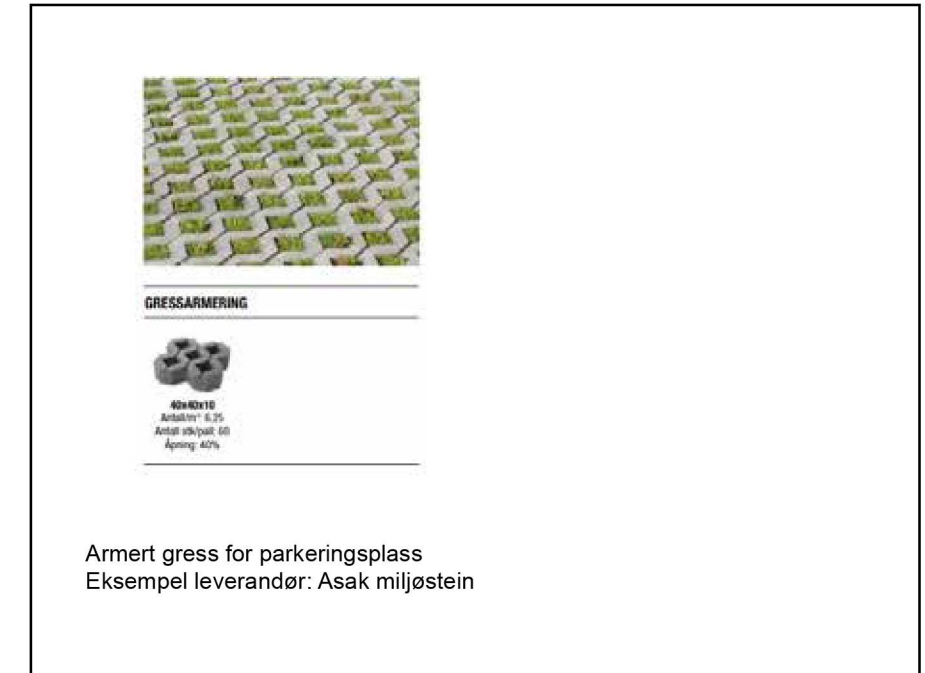 GRESSARMERING
40x40x10
Antall/m² 6,25
Antall stk/pall: 60
Åpning: 40%
Armert gress for parkeringsplass
Eksempel leverandør: Asak miljøstein